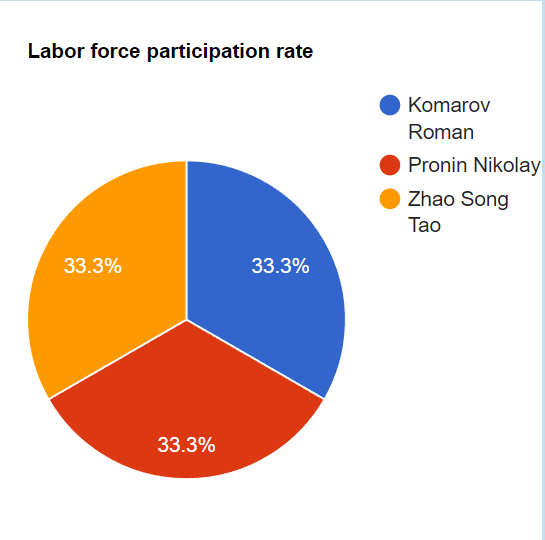 Labor force participation rate
Komarov
Roman
Pronin Nikolay
Zhao Song
Tao
33.3%
33.3%
33.3%